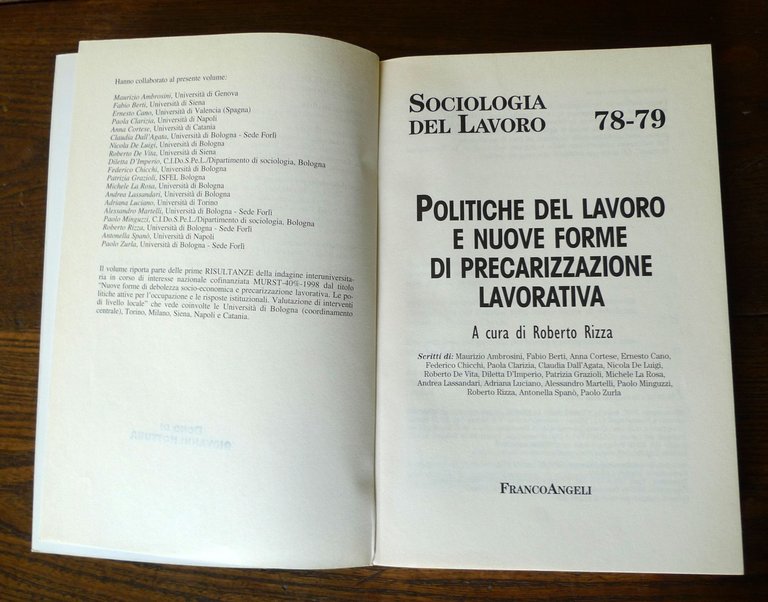 Hanno collaborato al presente volume:
Maurizio Ambrosini, Università di Genova
Fabio Berti, Università di Siena
Ernesto Cano, Università di Valencia (Spagna)
Paola Clarizia, Università di Napoli
Anna Cortese, Università di Catania
Claudia Dall'Agata, Università di Bologna - Sede Forlì
Nicola De Luigi, Università di Bologna
Roberto De Vita, Università di Siena
Diletta D'Imperio, C.I.Do.S.Pe.L./Dipartimento di sociologia, Bologna
Federico Chicchi, Università di Bologna
Patrizia Grazioli, ISFEL Bologna
Michele La Rosa, Università di Bologna
Andrea Lassandari, Università di Bologna
Adriana Luciano, Università di Torino
Alessandro Martelli, Università di Bologna - Sede Forlì
Paolo Minguzzi, C.I.Do.S.Pe.L./Dipartimento di sociologia, Bologna
Roberto Rizza, Università di Bologna - Sede Forlì
Antonella Spanò, Università di Napoli
Paolo Zurla, Università di Bologna - Sede Forlì
Il volume riporta parte delle prime RISULTANZE della indagine interuniversita-
ria in corso di interesse nazionale cofinanziata MURST-40%-1998 dal titolo
"Nuove forme di debolezza socio-economica e precarizzazione lavorativa. Le po-
litiche attive per l'occupazione e le risposte istituzionali. Valutazione di interventi
di livello locale" che vede coinvolte le Università di Bologna (coordinamento
centrale), Torino, Milano, Siena, Napoli e Catania.
SOCIOLOGIA
DEL LAVORO 78-79
POLITICHE DEL LAVORO
E NUOVE FORME
DI PRECARIZZAZIONE
LAVORATIVA
A cura di Roberto Rizza
Scritti di: Maurizio Ambrosini, Fabio Berti, Anna Cortese, Ernesto Cano,
Federico Chicchi, Paola Clarizia, Claudia Dall'Agata, Nicola De Luigi,
Roberto De Vita, Diletta D'Imperio, Patrizia Grazioli, Michele La Rosa,
Andrea Lassandari, Adriana Luciano, Alessandro Martelli, Paolo Minguzzi,
Roberto Rizza, Antonella Spanò, Paolo Zurla
FRANCOANGELI